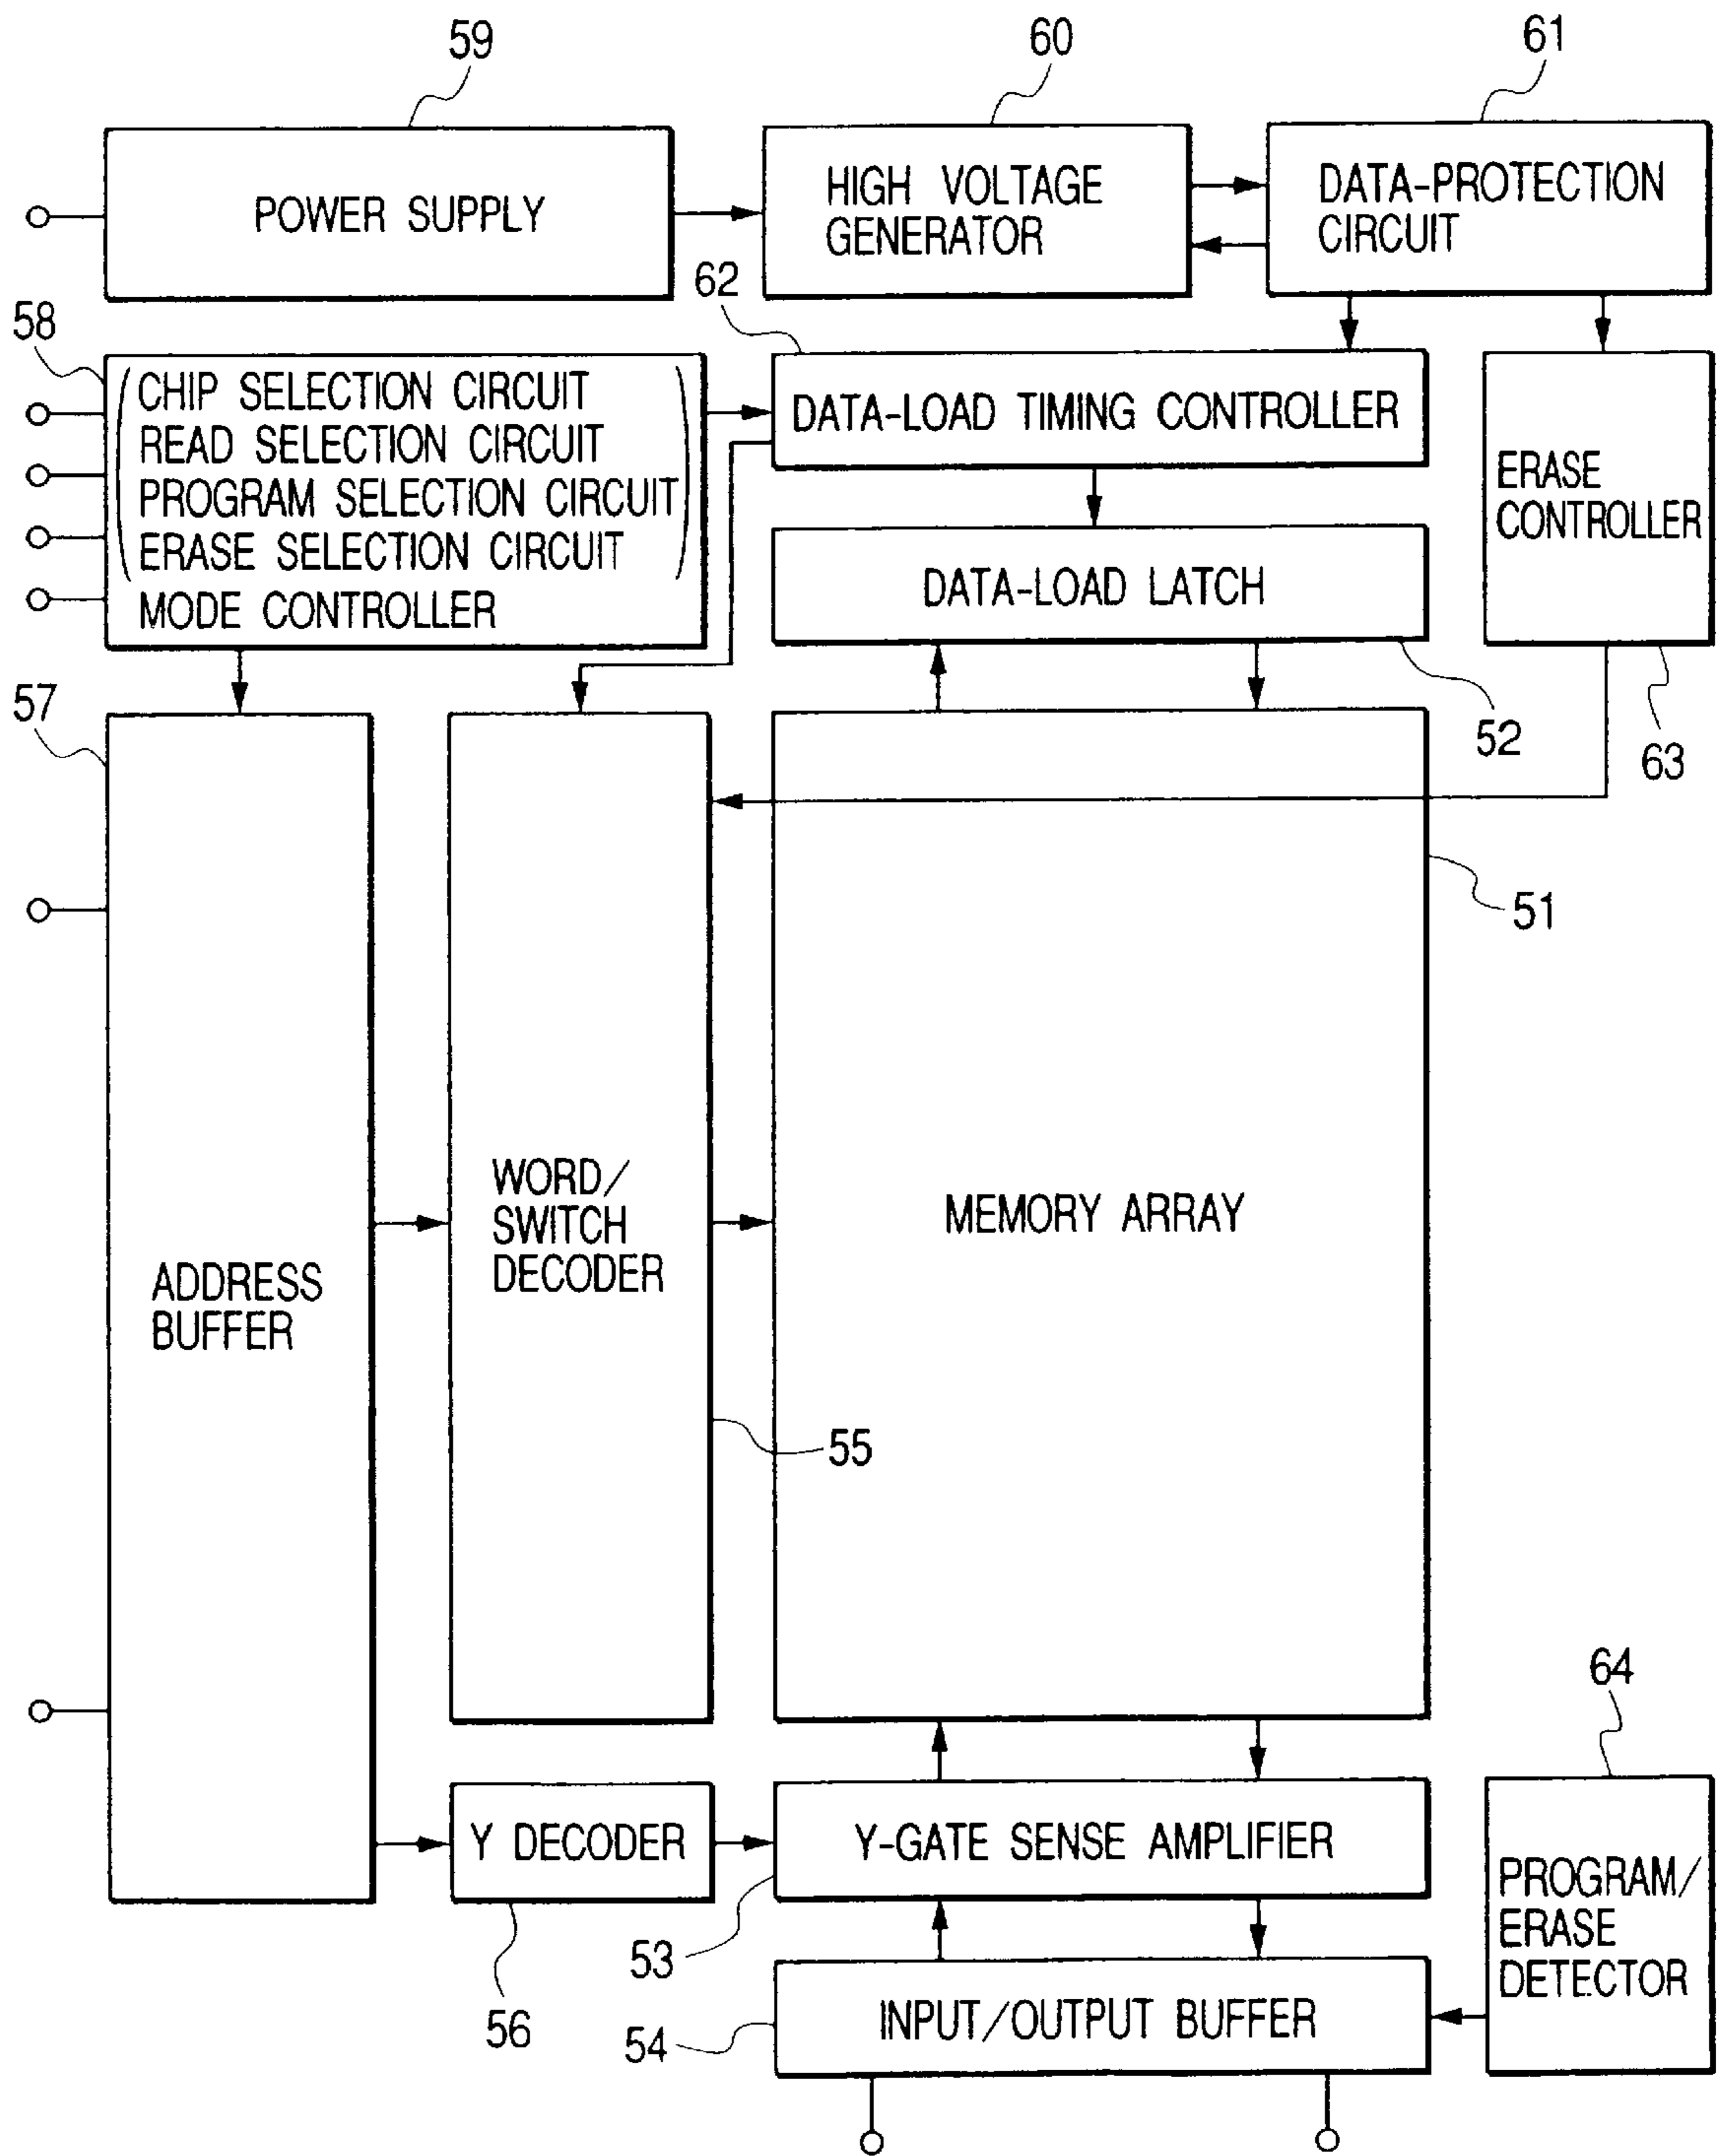 59
60
61
POWER SUPPLY
HIGH VOLTAGE
GENERATOR
DATA-PROTECTION
CIRCUIT
58
62
CHIP SELECTION CIRCUIT
READ SELECTION CIRCUIT
PROGRAM SELECTION CIRCUIT
ERASE SELECTION CIRCUIT
MODE CONTROLLER
DATA-LOAD TIMING CONTROLLER
ERASE
CONTROLLER
DATA-LOAD LATCH
57
52
63
51
ADDRESS
BUFFER
WORD/
SWITCH
DECODER
MEMORY ARRAY
55
64
Y DECODER
Y-GATE SENSE AMPLIFIER
PROGRAM/
ERASE
DETECTOR
53
56
54
INPUT/OUTPUT BUFFER